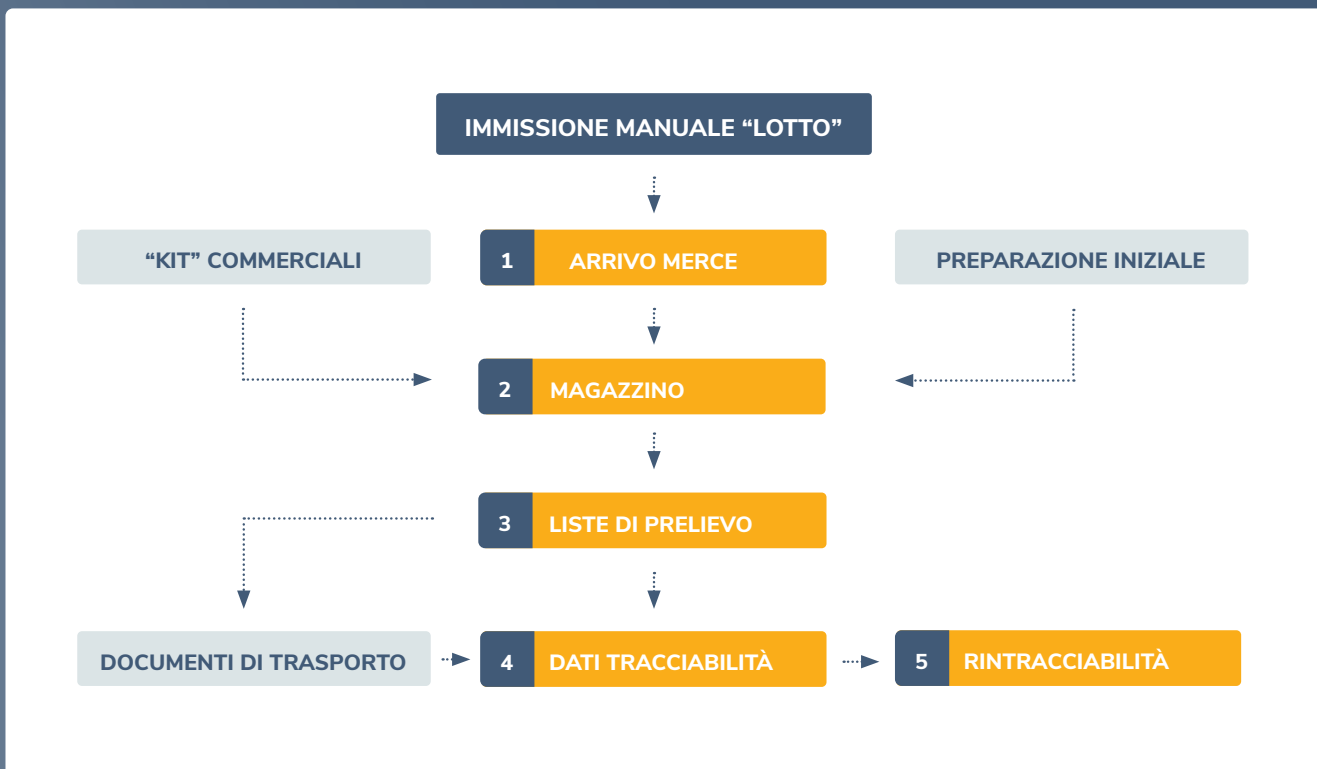 IMMISSIONE MANUALE “LOTTO”
“KIT” COMMERCIALI
1 ARRIVO MERCE
PREPARAZIONE INIZIALE
2 MAGAZZINO
3 LISTE DI PRELIEVO
DOCUMENTI DI TRASPORTO
4 DATI TRACCIABILITÀ
5 RINTRACCIABILITÀ